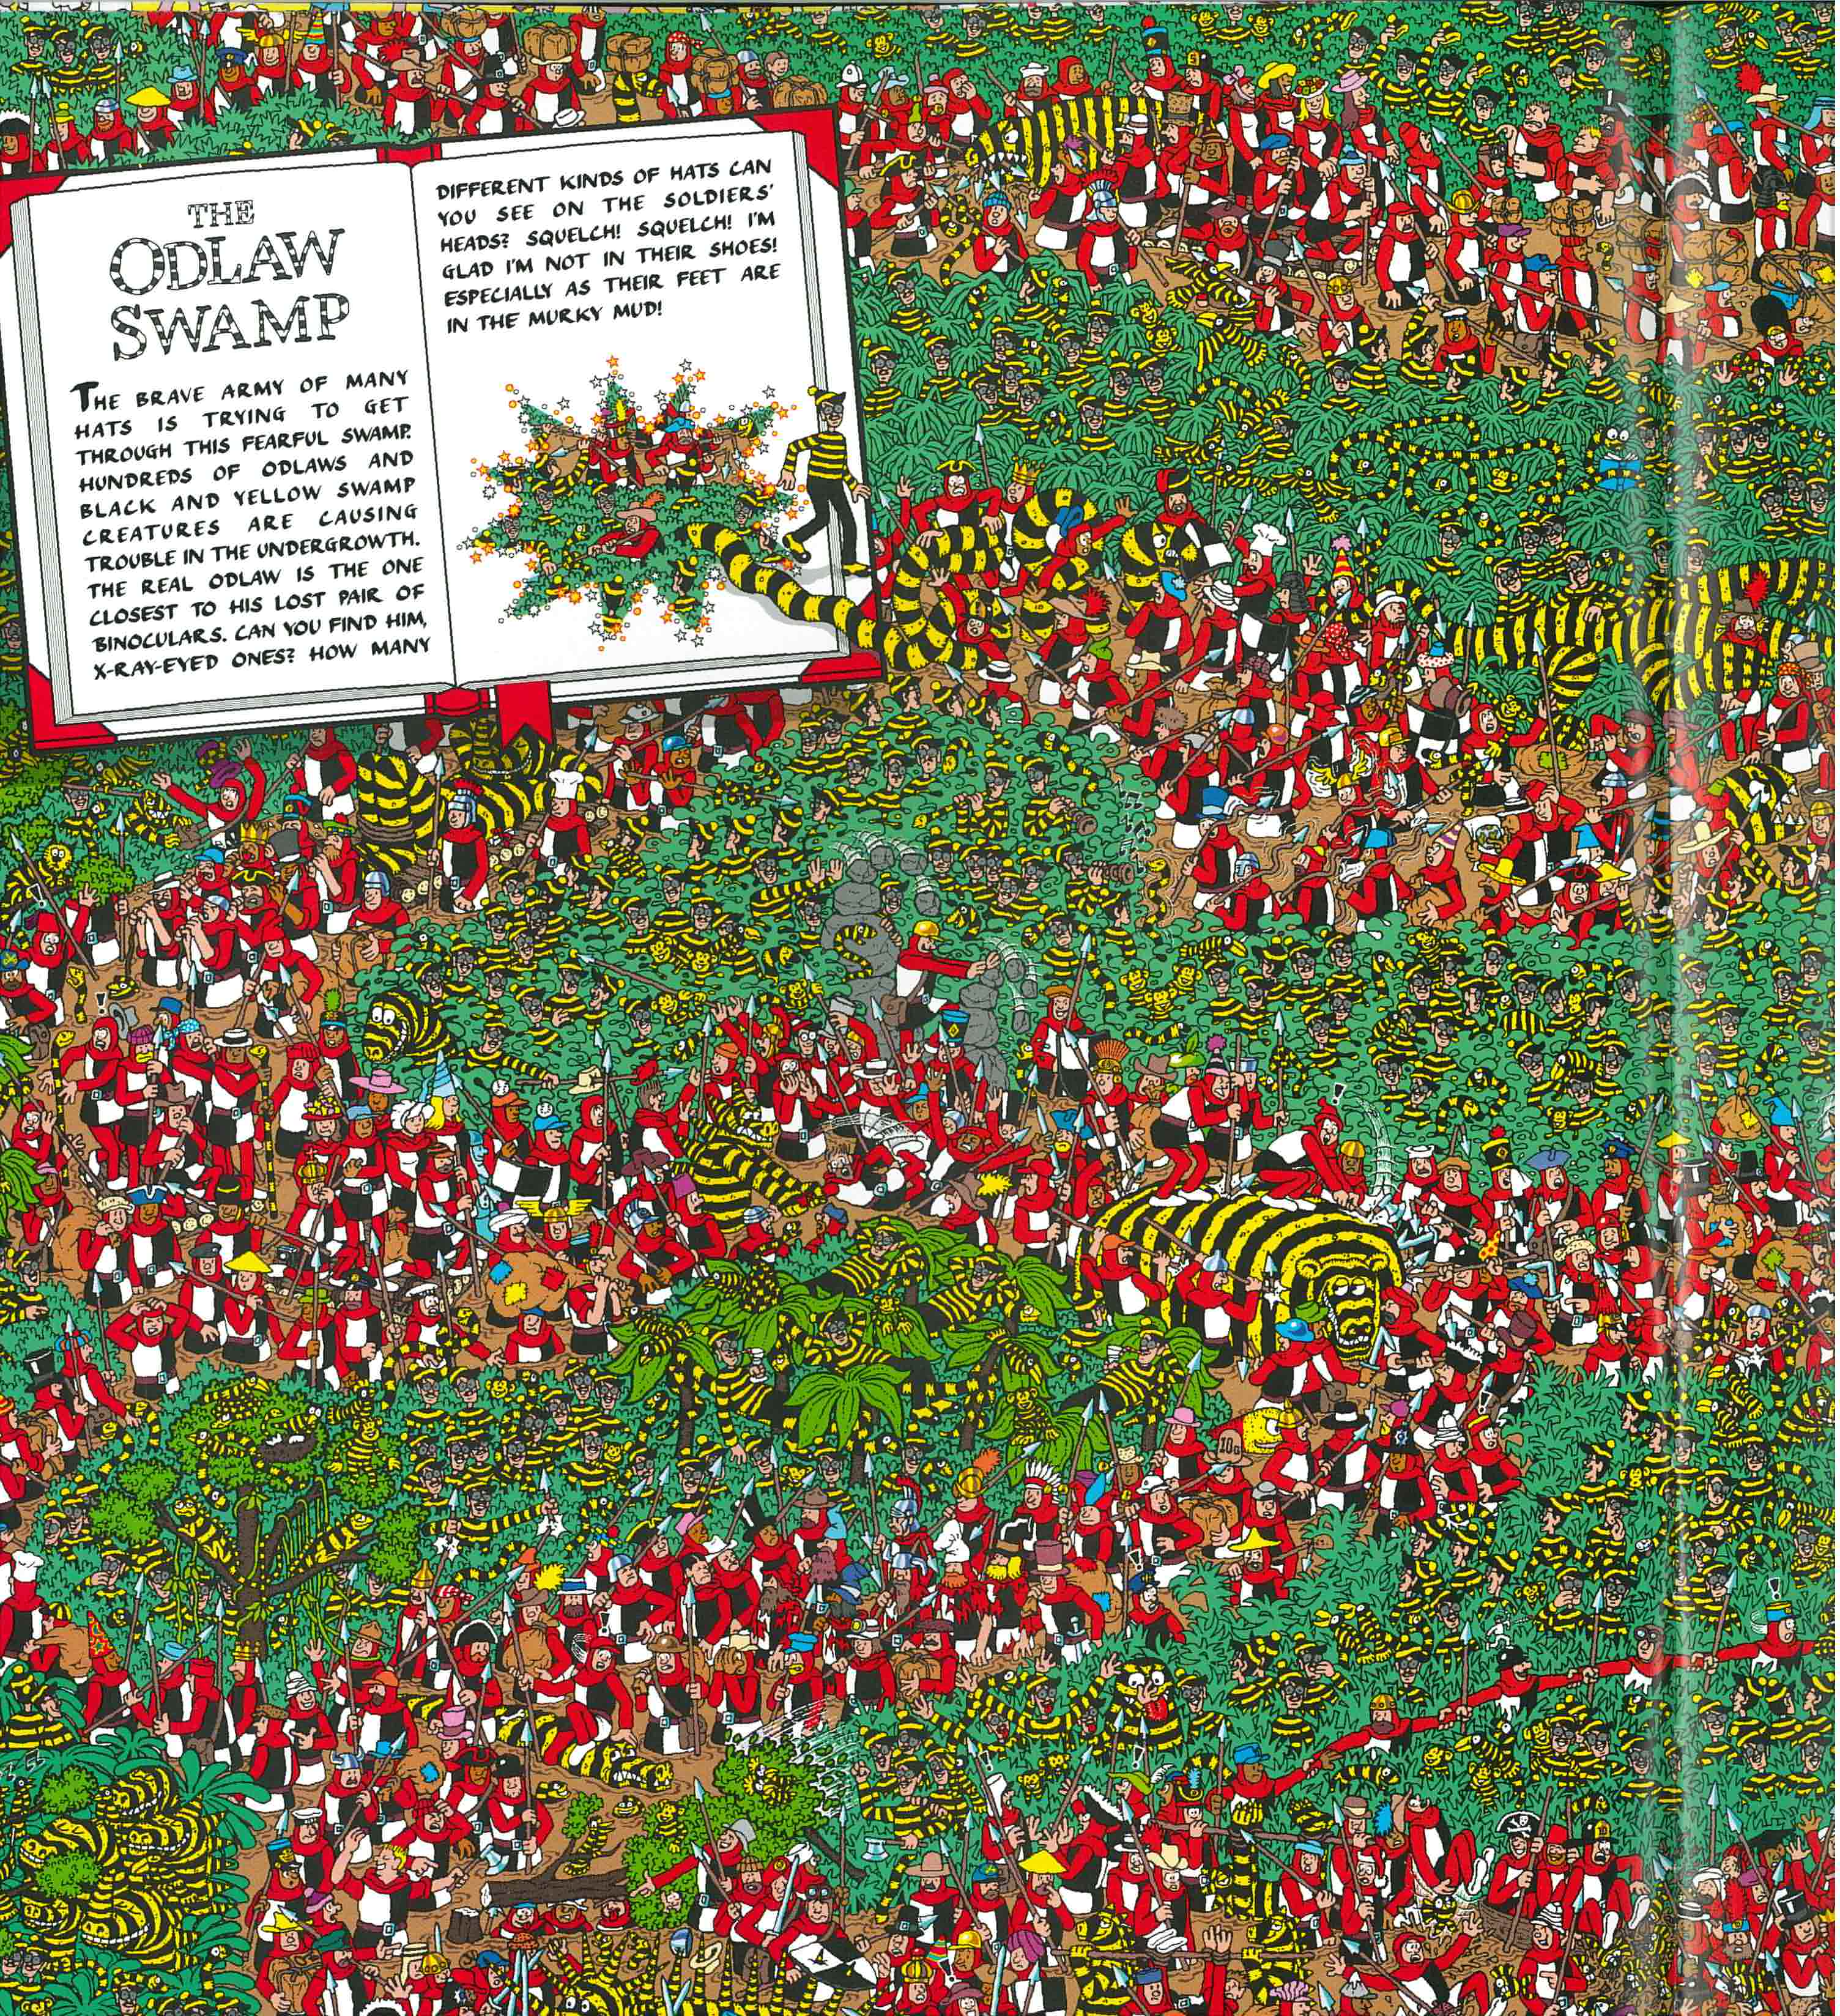 THE
ODLAW
SWAMP
THE BRAVE ARMY OF MANY
HATS IS TRYING TO GET
THROUGH THIS FEARFUL SWAMP.
HUNDREDS OF ODLAWS AND
BLACK AND YELLOW SWAMP
CREATURES ARE CAUSING
TROUBLE IN THE UNDERGROWTH.
THE REAL ODLAW IS THE ONE
CLOSEST TO HIS LOST PAIR OF
BINOCULARS. CAN YOU FIND HIM,
X-RAY-EYED ONES? HOW MANY
DIFFERENT KINDS OF HATS CAN
YOU SEE ON THE SOLDIERS'
HEADS? SQUELCH! SQUELCH! I'M
GLAD I'M NOT IN THEIR SHOES!
ESPECIALLY AS THEIR FEET ARE
IN THE MURKY MUD!